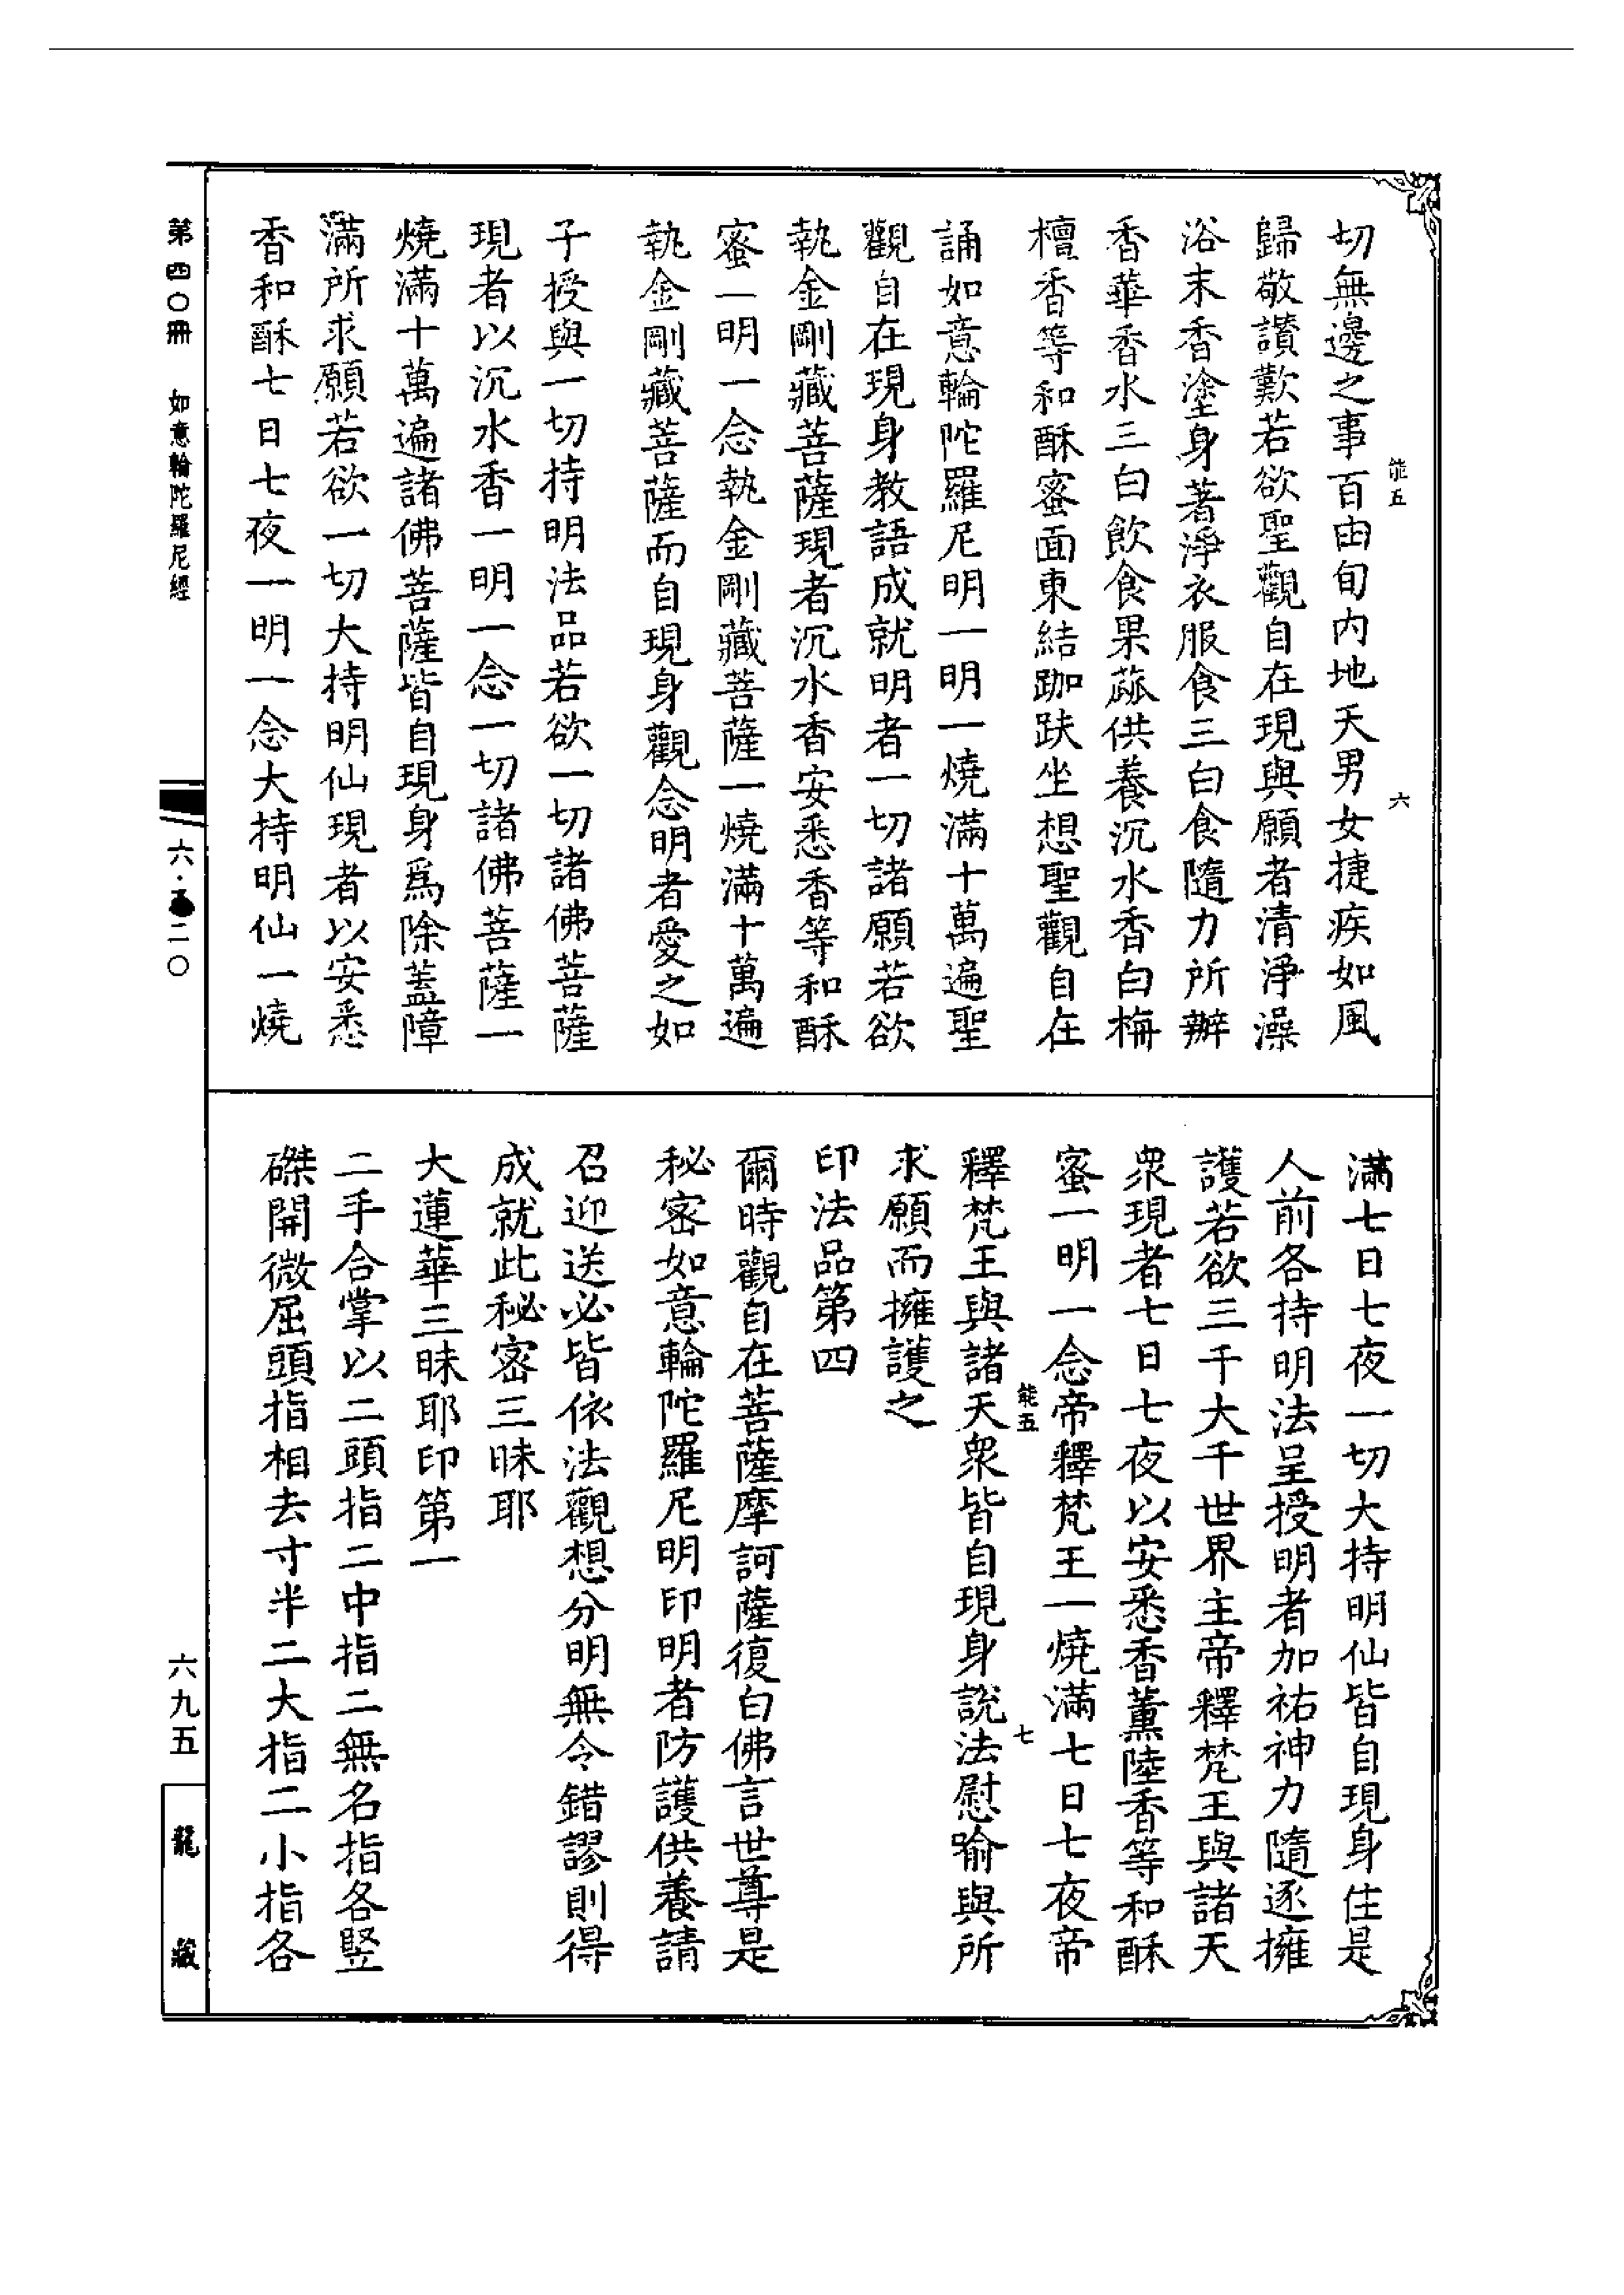 能五
六
切無邊之事百由旬内地天男女捷疾如風
歸敬讚歎若欲聖觀自在現與願者清淨澡
浴末香塗身著淨衣服食三白食隨力所辦
香華香水三白飲食果蓏供養沉水香白栴
檀香等和酥蜜面東結跏趺坐想聖觀自在
誦如意輪陀羅尼明一明一燒滿十萬遍聖
觀自在現身教語成就明者一切諸願若欲
執金剛藏菩薩現者沉水香安悉香等和酥
蜜一明一念執金剛藏菩薩一燒滿十萬遍
執金剛藏菩薩而自現身觀念明者愛之如
子授與一切持明法品若欲一切諸佛菩薩
現者以沉水香一明一念一切諸佛菩薩一
燒滿十萬遍諸佛菩薩皆自現身爲除蓋障
滿所求願若欲一切大持明仙現者以安悉
香和酥七日七夜一明一念大持明仙一燒
滿七日七夜一切大持明仙皆自現身住是
人前各持明法呈授明者加祐神力隨逐擁
護若欲三千大千世界主帝釋梵王與諸天
衆現者七日七夜以安悉香薰陸香等和酥
蜜一明一念帝釋梵王一燒滿七日七夜帝
能五
七
釋梵王與諸天衆皆自現身說法慰喻與所
求願而擁護之
印法品第四
爾時觀自在菩薩摩訶薩復白佛言世尊是
秘密如意輪陀羅尼明印明者防護供養請
召迎送必皆依法觀想分明無令錯謬則得
成就此秘密三昧耶
大蓮華三昧耶印第一
二手合掌以二頭指二中指二無名指各豎
磔開微屈頭指相去寸半二大指二小指各
第四〇冊
如意輪陀羅尼經
六·二〇
六九五
龍藏